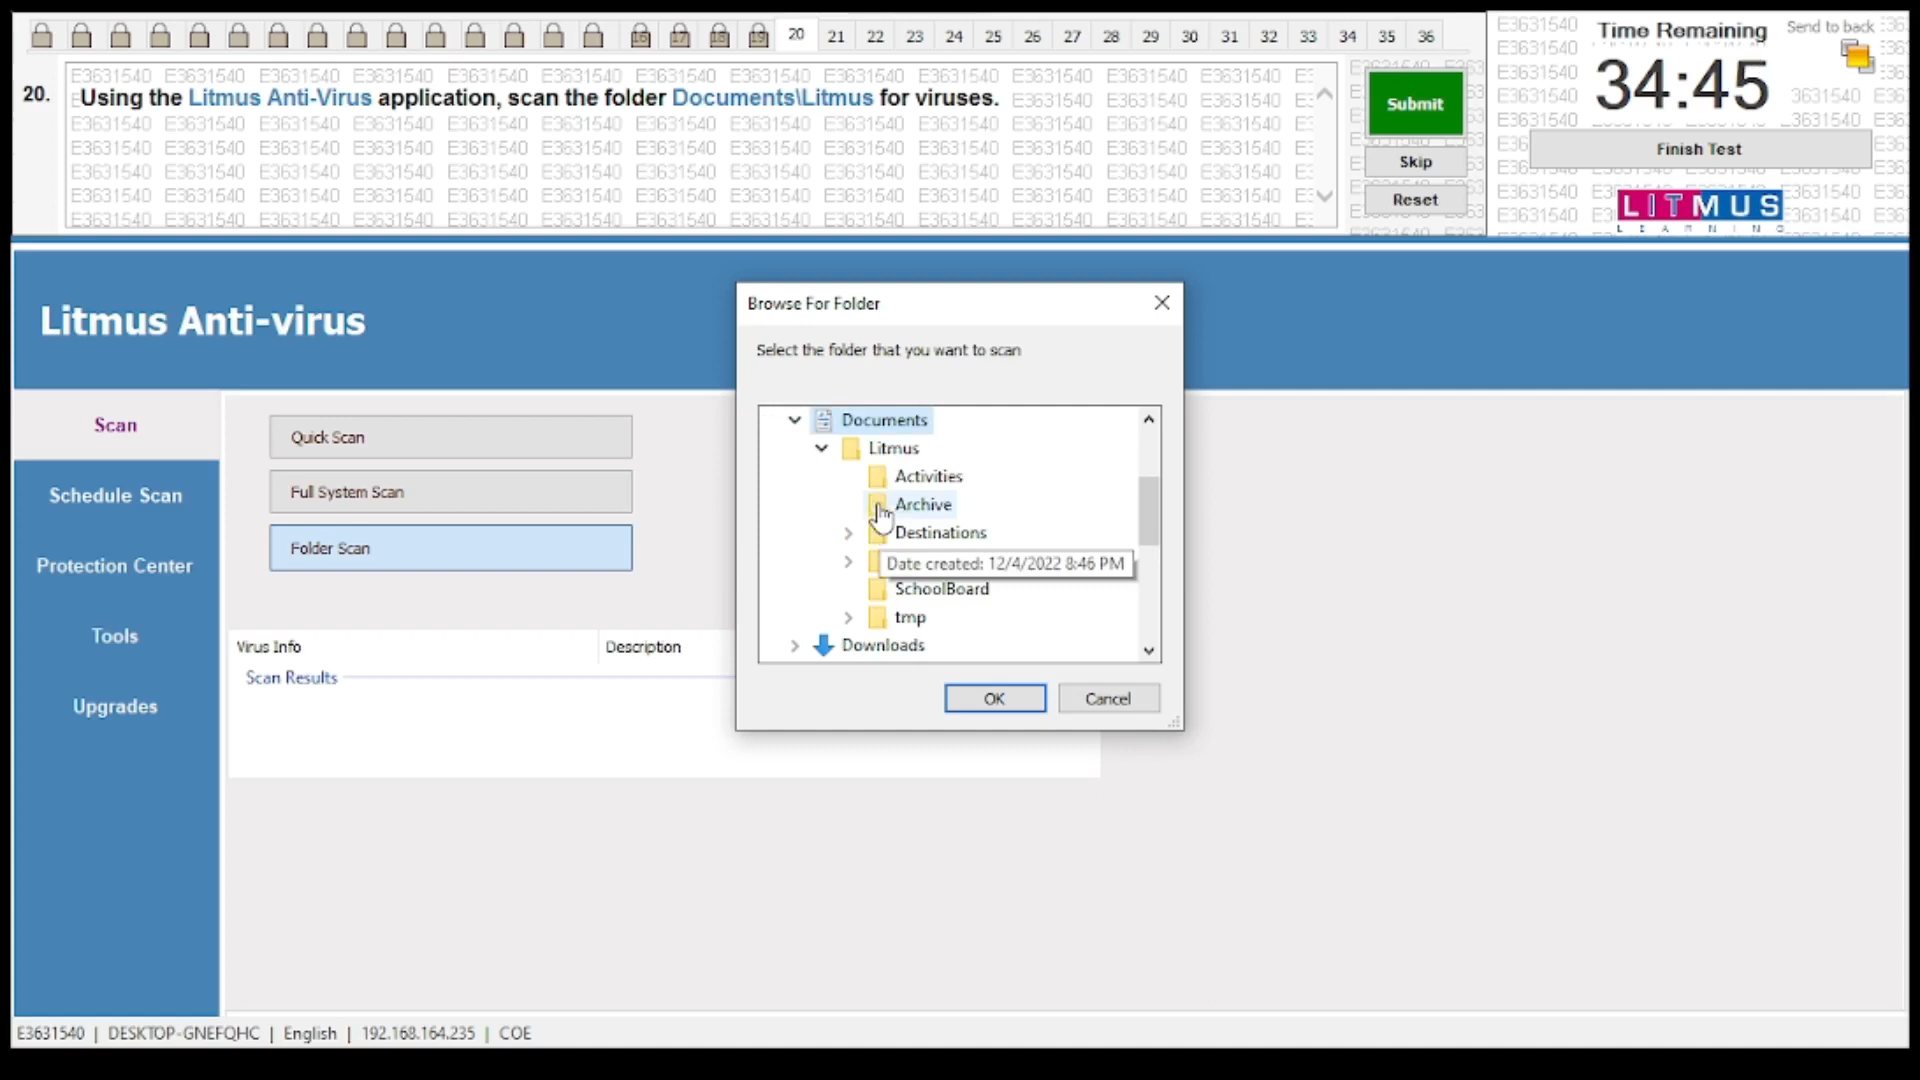 16 17 18 19 20 21 22 23 24 25 26 27 28 29 30 31 32 33 34 35 36
20.
Using the Litmus Anti-Virus application, scan the folder Documents\Litmus for viruses.
Submit
Skip
Reset
Time Remaining
Send to back
34:45
Finish Test
LITMUS
LEARNING
E3631540
Litmus Anti-virus
Scan
Schedule Scan
Protection Center
Tools
Upgrades
Quick Scan
Full System Scan
Folder Scan
Virus Info Description
Scan Results
Browse For Folder
Select the folder that you want to scan
Documents
Litmus
Activities
Archive
Destinations
Date created: 12/4/2022 8:46 PM
SchoolBoard
tmp
Downloads
OK Cancel
E3631540 | DESKTOP-GNEFQHC | English | 192.168.164.235 | COE